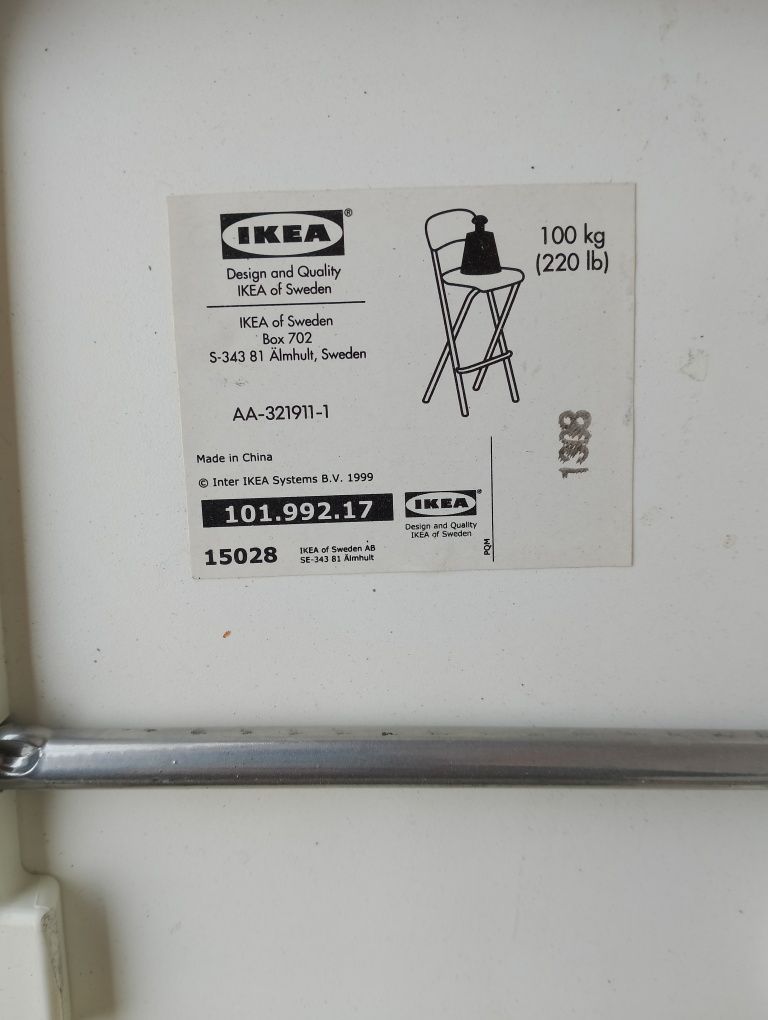 IKEA®
Design and Quality
IKEA of Sweden
IKEA of Sweden
Box 702
S-343 81 Älmhult, Sweden
AA-321911-1
100 kg
(220 lb)
1308
Made in China
© Inter IKEA Systems B.V. 1999
101.992.17
15028
IKEA of Sweden AB
SE-343 81 Älmhult
IKEA®
Design and Quality
IKEA of Sweden
PQM